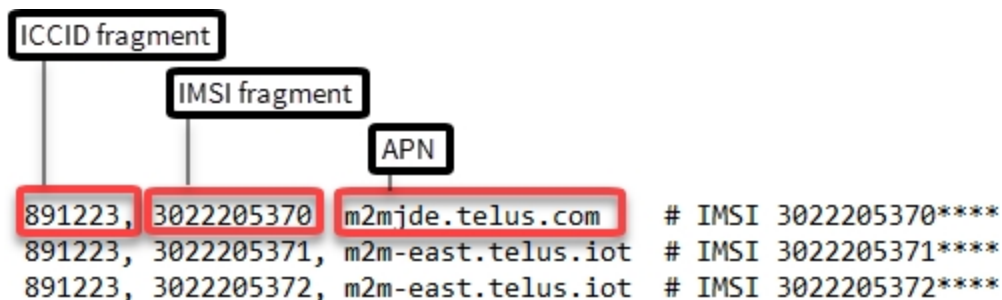 ICCID fragment
IMSI fragment
APN
891223, 3022205370 m2mjde.telus.com # IMSI 3022205370****
891223, 3022205371, m2m-east.telus.iot # IMSI 3022205371****
891223, 3022205372, m2m-east.telus.iot # IMSI 3022205372****